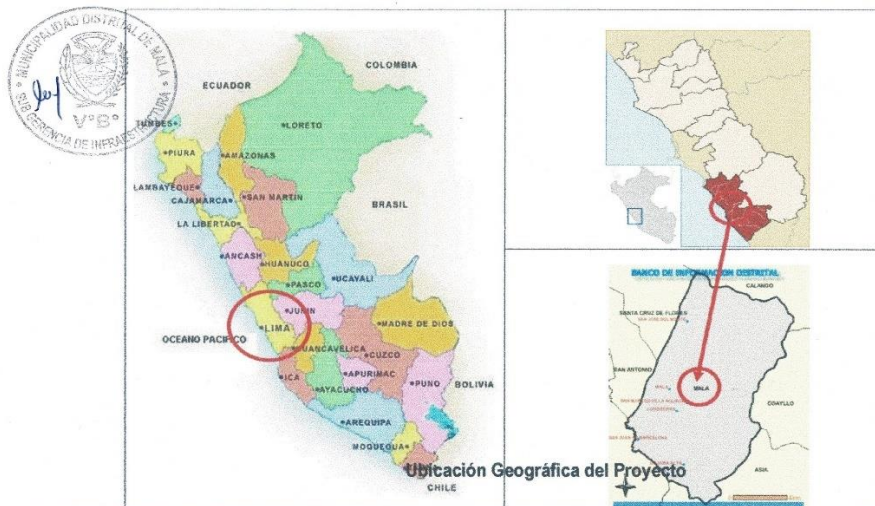 MUNICIPALIDAD DISTRITAL DE MALA
V°B°
SUB GERENCIA DE INFRAESTRUCTURA
COLOMBIA
ECUADOR
TUMBES
LORETO
PIURA
AMAZONAS
LAMBAYEQUE
CAJAMARCA
SAN MARTIN
BRASIL
LA LIBERTAD
ANCASH
HUANUCO
UCAYALI
PASCO
JUNIN
LIMA
MADRE DE DIOS
OCEANO PACIFICO
HUANCAVELICA
CUZCO
ICA
APURIMAC
PUNO
BOLIVIA
AYACUCHO
AREQUIPA
MOQUEGUA
CHILE
BANCO DE INFORMACION DISTRITAL
CALANGO
SANTA CRUZ DE FLORES
SAN ANTONIO
MALA
MALA
COAYLLO
ASIA
Ubicación Geográfica del Proyecto